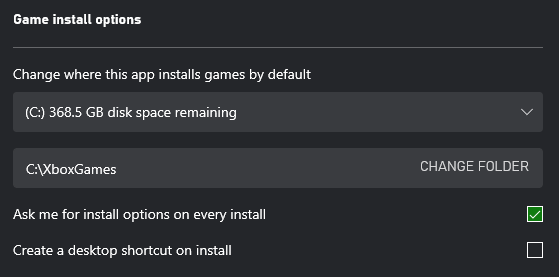 Game install options
Change where this app installs games by default
(C:) 368.5 GB disk space remaining
C:\XboxGames
CHANGE FOLDER
Ask me for install options on every install
Create a desktop shortcut on install